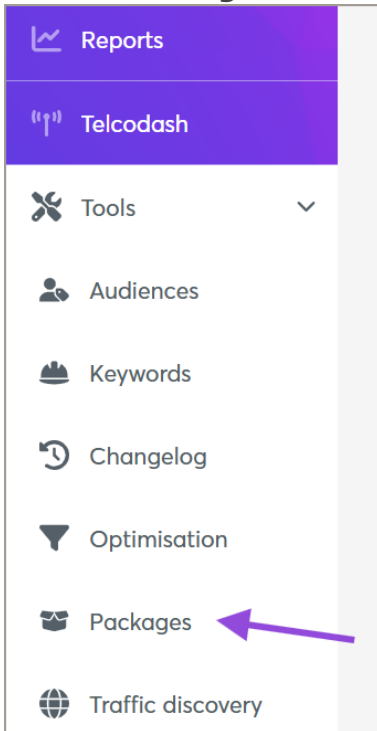 Reports
Telcodash
Tools
Audiences
Keywords
Changelog
Optimisation
Packages
Traffic discovery